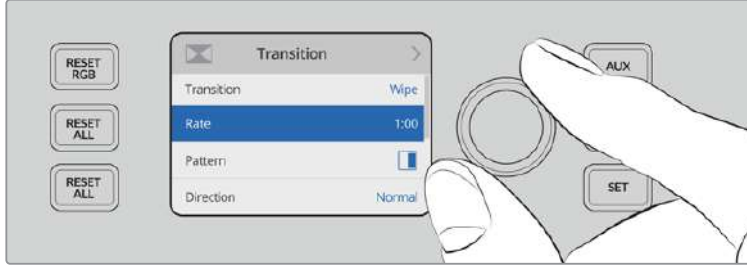 RESET
RGB
RESET
ALL
RESET
ALL
Transition
Transition Wipe
Rate 1:00
Pattern
Direction Normal
AUX
SET